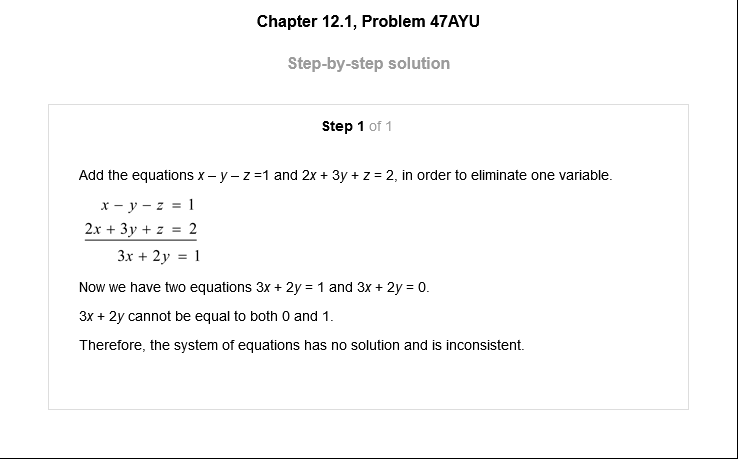 Chapter 12.1, Problem 47AYU
Step-by-step solution
Step 1 of 1
Add the equations x – y – z =1 and 2x + 3y + z = 2, in order to eliminate one variable.
x − y − z = 1
2x + 3y + z = 2
3x + 2y = 1
Now we have two equations 3x + 2y = 1 and 3x + 2y = 0.
3x + 2y cannot be equal to both 0 and 1.
Therefore, the system of equations has no solution and is inconsistent.